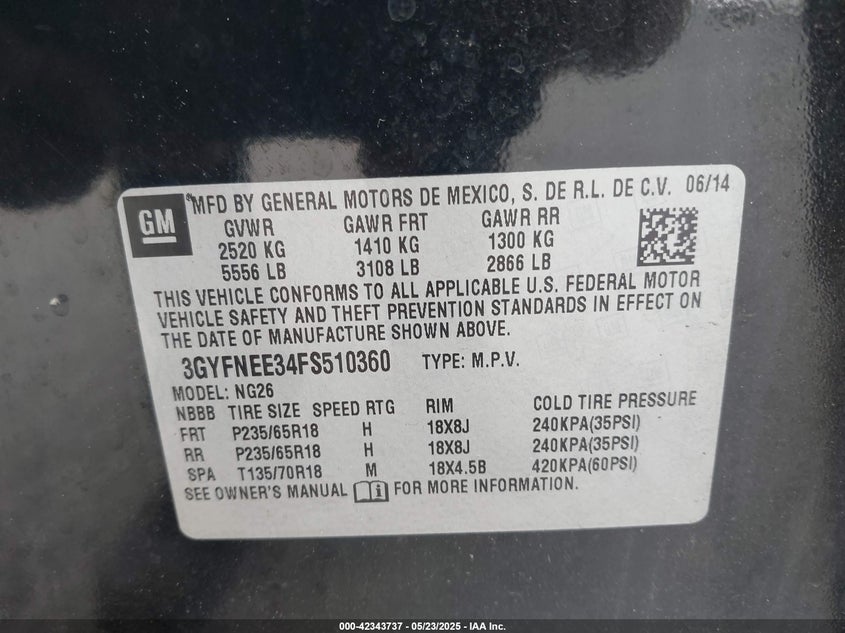 GM
MFD BY GENERAL MOTORS DE MEXICO, S. DE R.L. DE C.V. 06/14
GVWR GAWR FRT GAWR RR
2520 KG 1410 KG 1300 KG
5556 LB 3108 LB 2866 LB
THIS VEHICLE CONFORMS TO ALL APPLICABLE U.S. FEDERAL MOTOR
VEHICLE SAFETY AND THEFT PREVENTION STANDARDS IN EFFECT ON
THE DATE OF MANUFACTURE SHOWN ABOVE.
3GYFNEE34FS510360 TYPE: M.P.V.
MODEL: NG26
NBBB TIRE SIZE SPEED RTG RIM COLD TIRE PRESSURE
FRT P235/65R18 H 18X8J 240KPA(35PSI)
RR P235/65R18 H 18X8J 240KPA(35PSI)
SPA T135/70R18 M 18X4.5B 420KPA(60PSI)
SEE OWNER'S MANUAL FOR MORE INFORMATION.
000-42343737 - 05/23/2025 - IAA Inc.